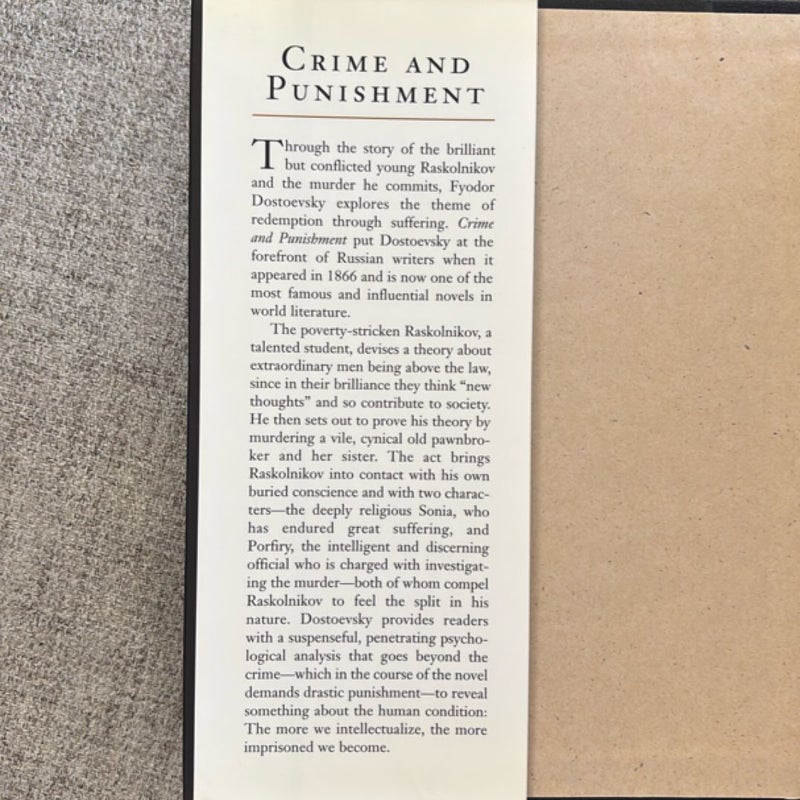 CRIME AND
PUNISHMENT
Through the story of the brilliant
but conflicted young Raskolnikov
and the murder he commits, Fyodor
Dostoevsky explores the theme of
redemption through suffering. Crime
and Punishment put Dostoevsky at the
forefront of Russian writers when it
appeared in 1866 and is now one of the
most famous and influential novels in
world literature.
The poverty-stricken Raskolnikov, a
talented student, devises a theory about
extraordinary men being above the law,
since in their brilliance they think “new
thoughts” and so contribute to society.
He then sets out to prove his theory by
murdering a vile, cynical old pawnbro-
ker and her sister. The act brings
Raskolnikov into contact with his own
buried conscience and with two charac-
ters—the deeply religious Sonia, who
has endured great suffering, and
Porfiry, the intelligent and discerning
official who is charged with investigat-
ing the murder—both of whom compel
Raskolnikov to feel the split in his
nature. Dostoevsky provides readers
with a suspenseful, penetrating psycho-
logical analysis that goes beyond the
crime—which in the course of the novel
demands drastic punishment—to reveal
something about the human condition:
The more we intellectualize, the more
imprisoned we become.